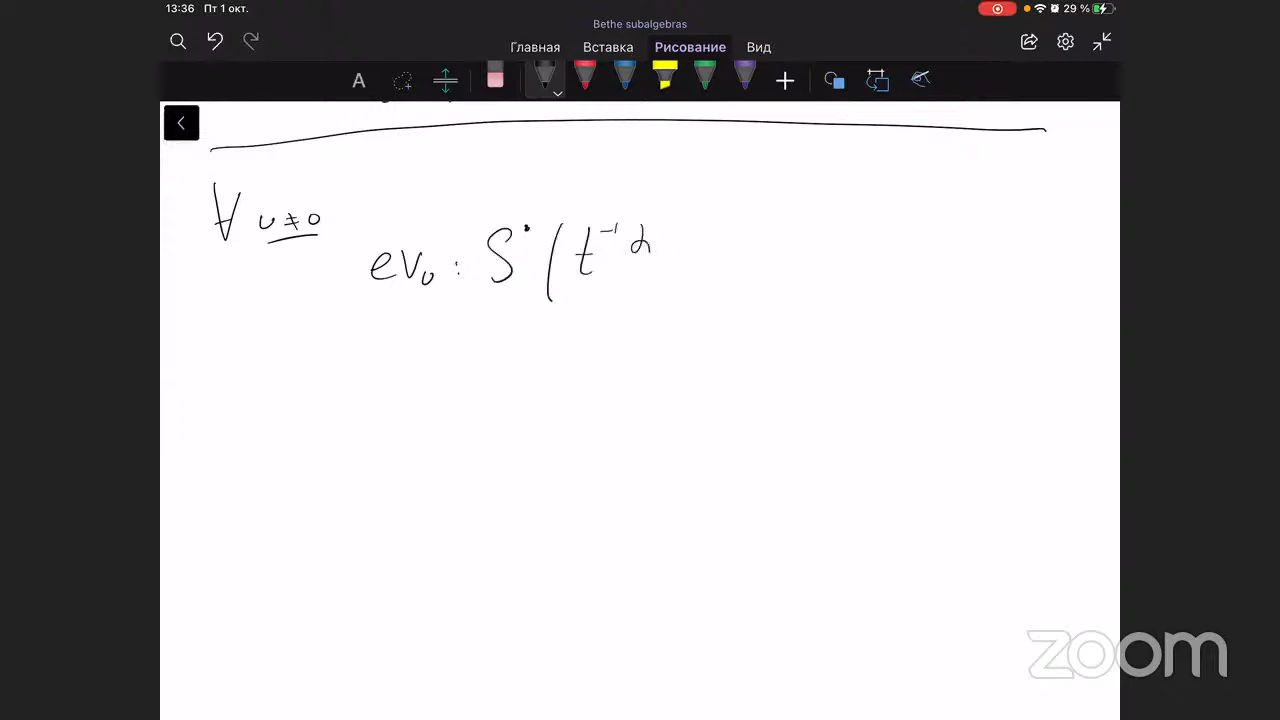 13:36 Пт 1 окт. 29 %
Bethe subalgebras
Главная Вставка Рисование Вид
A
∀ u≠0
ev_u : S^• ( t^{-1}
zoom